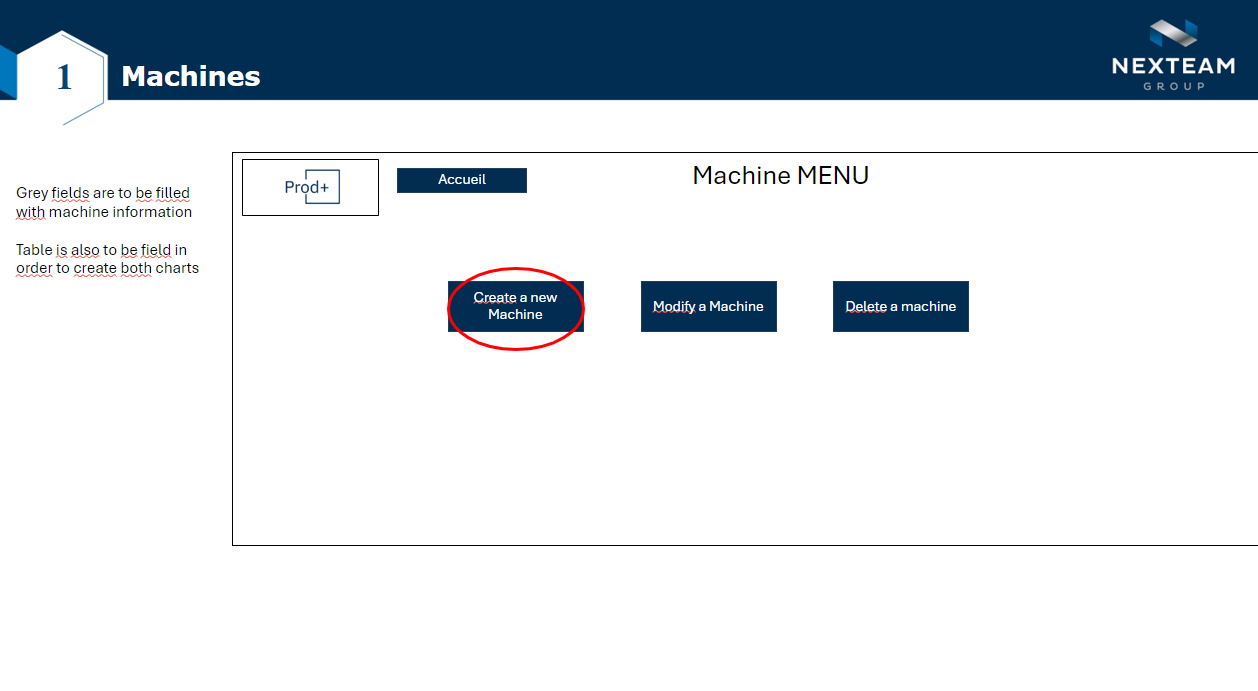 1
Machines
NEXTEAM
GROUP
Grey fields are to be filled
with machine information
Table is also to be field in
order to create both charts
Prod+
Accueil
Machine MENU
Create a new
Machine
Modify a Machine
Delete a machine